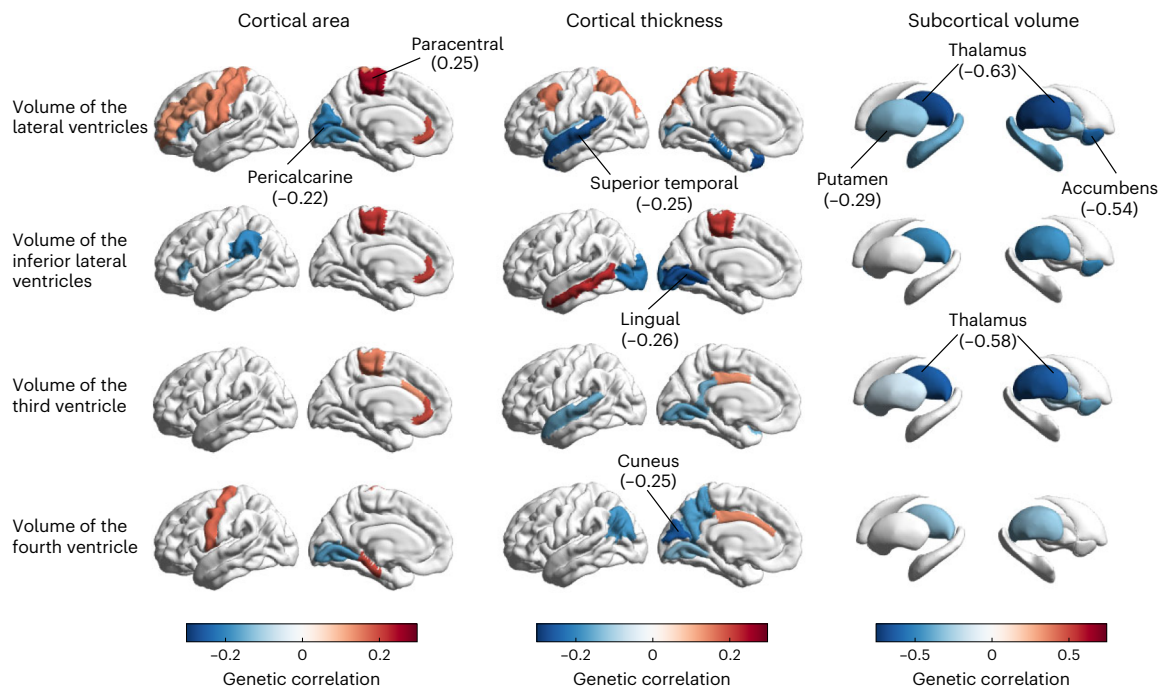 Cortical area
Cortical thickness
Subcortical volume
Volume of the
lateral ventricles
Paracentral
(0.25)
Pericalcarine
(−0.22)
Superior temporal
(−0.25)
Thalamus
(−0.63)
Putamen
(−0.29)
Accumbens
(−0.54)
Volume of the
inferior lateral
ventricles
Lingual
(−0.26)
Volume of the
third ventricle
Thalamus
(−0.58)
Volume of the
fourth ventricle
Cuneus
(−0.25)
−0.2 0 0.2
Genetic correlation
−0.2 0 0.2
Genetic correlation
−0.5 0 0.5
Genetic correlation